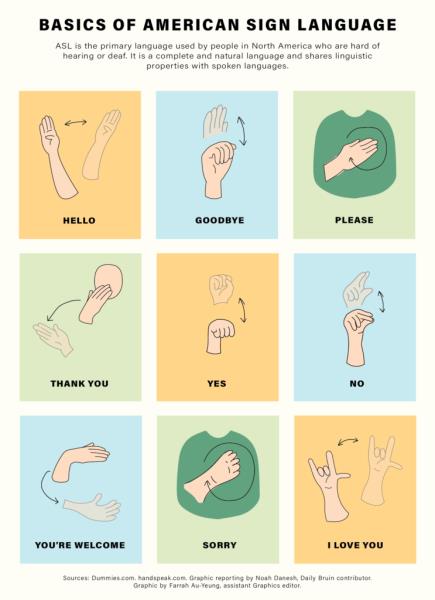 BASICS OF AMERICAN SIGN LANGUAGE
ASL is the primary language used by people in North America who are hard of
hearing or deaf. It is a complete and natural language and shares linguistic
properties with spoken languages.
HELLO
GOODBYE
PLEASE
THANK YOU
YES
NO
YOU'RE WELCOME
SORRY
I LOVE YOU
Sources: Dummies.com. handspeak.com. Graphic reporting by Noah Danesh, Daily Bruin contributor.
Graphic by Farrah Au-Yeung, assistant Graphics editor.